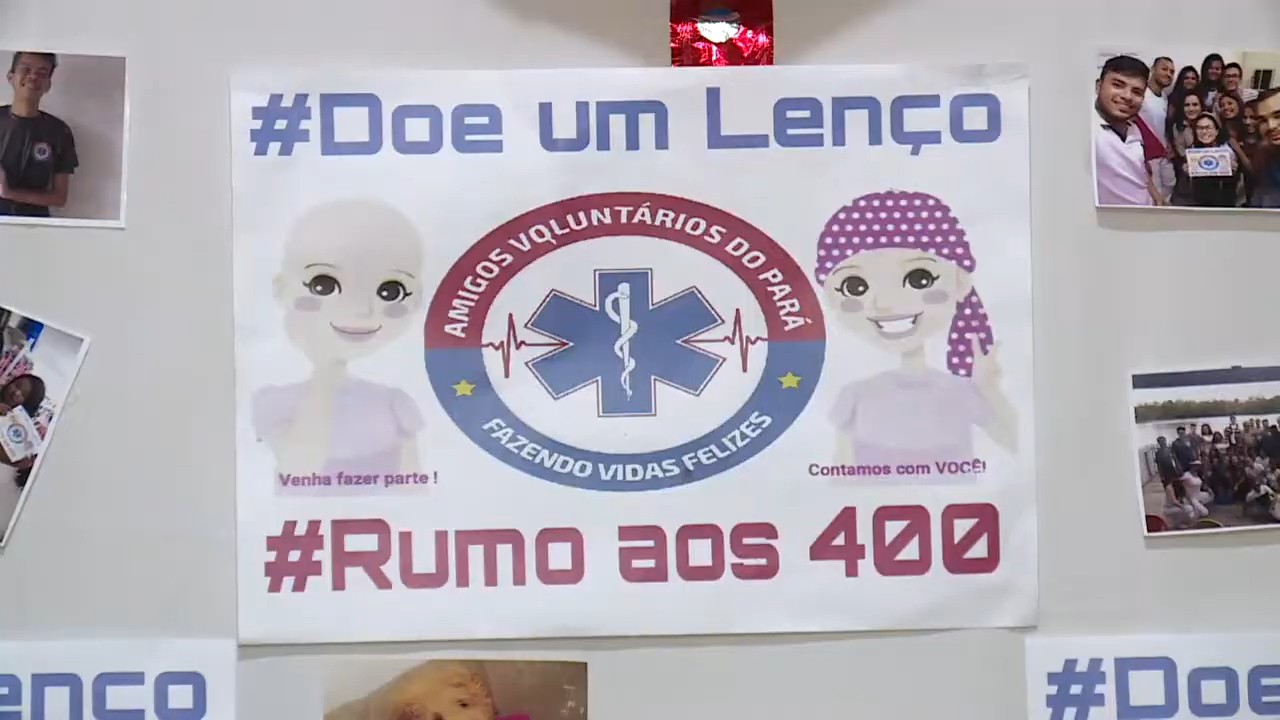 #Doe um Lenço
AMIGOS VOLUNTÁRIOS DO PARÁ
FAZENDO VIDAS FELIZES
Venha fazer parte !
Contamos com VOCÊ!
#Rumo aos 400
enço
#Doe